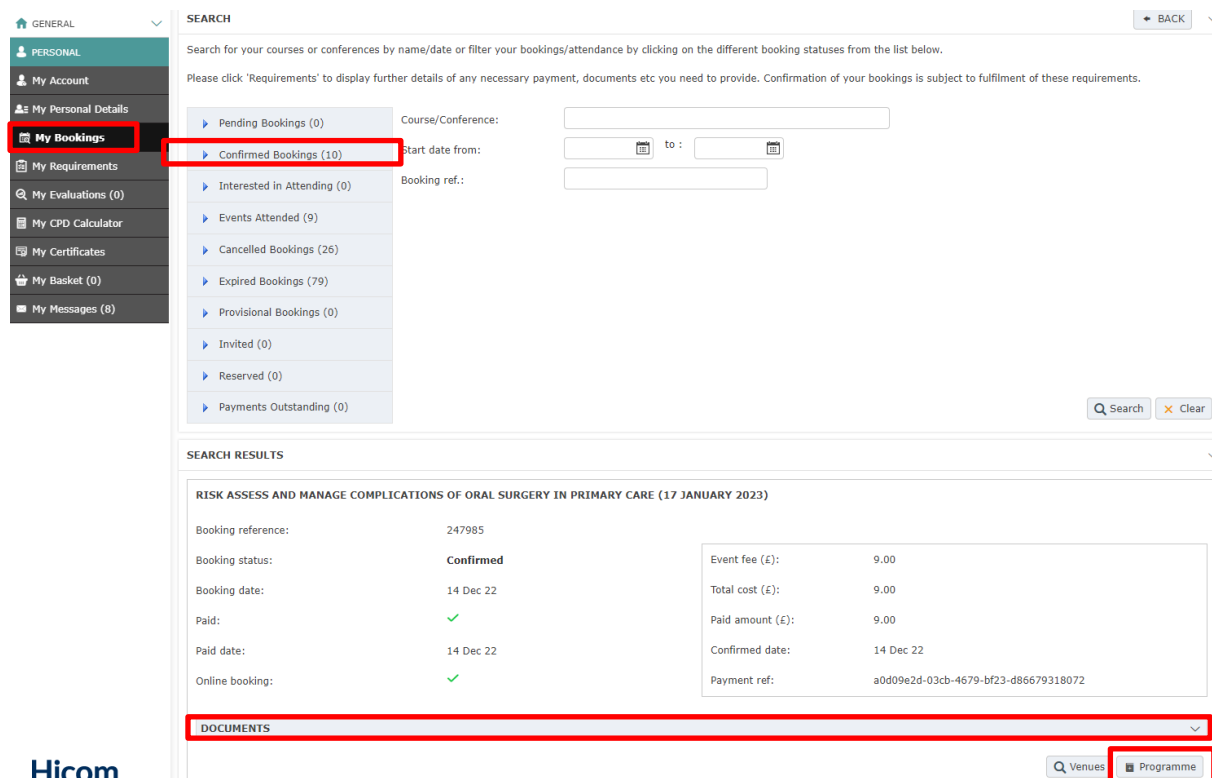 GENERAL
PERSONAL
My Account
My Personal Details
My Bookings
My Requirements
My Evaluations (0)
My CPD Calculator
My Certificates
My Basket (0)
My Messages (8)
SEARCH
BACK
Search for your courses or conferences by name/date or filter your bookings/attendance by clicking on the different booking statuses from the list below.
Please click 'Requirements' to display further details of any necessary payment, documents etc you need to provide. Confirmation of your bookings is subject to fulfilment of these requirements.
Pending Bookings (0)
Confirmed Bookings (10)
Interested in Attending (0)
Events Attended (9)
Cancelled Bookings (26)
Expired Bookings (79)
Provisional Bookings (0)
Invited (0)
Reserved (0)
Payments Outstanding (0)
Course/Conference:
Start date from: to :
Booking ref.:
Search Clear
SEARCH RESULTS
RISK ASSESS AND MANAGE COMPLICATIONS OF ORAL SURGERY IN PRIMARY CARE (17 JANUARY 2023)
Booking reference: 247985
Booking status: Confirmed
Booking date: 14 Dec 22
Paid:
Paid date: 14 Dec 22
Online booking:
Event fee (£): 9.00
Total cost (£): 9.00
Paid amount (£): 9.00
Confirmed date: 14 Dec 22
Payment ref: a0d09e2d-03cb-4679-bf23-d86679318072
DOCUMENTS
Venues Programme
Hicom